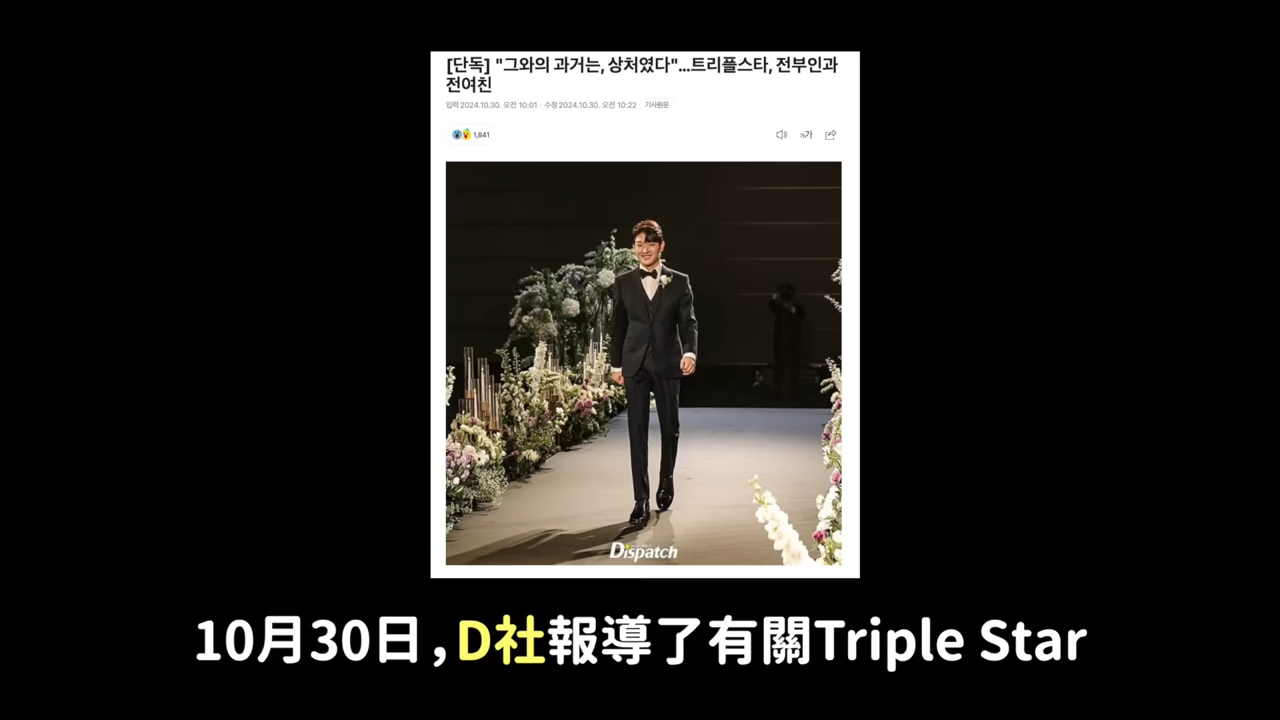 [단독] "그와의 과거는, 상처였다"...트리플스타, 전부인과
전여친
입력 2024.10.30. 오전 10:01 · 수정 2024.10.30. 오전 10:22 기사원문
1,841
가가
Dispatch
10月30日,D社報導了有關Triple Star